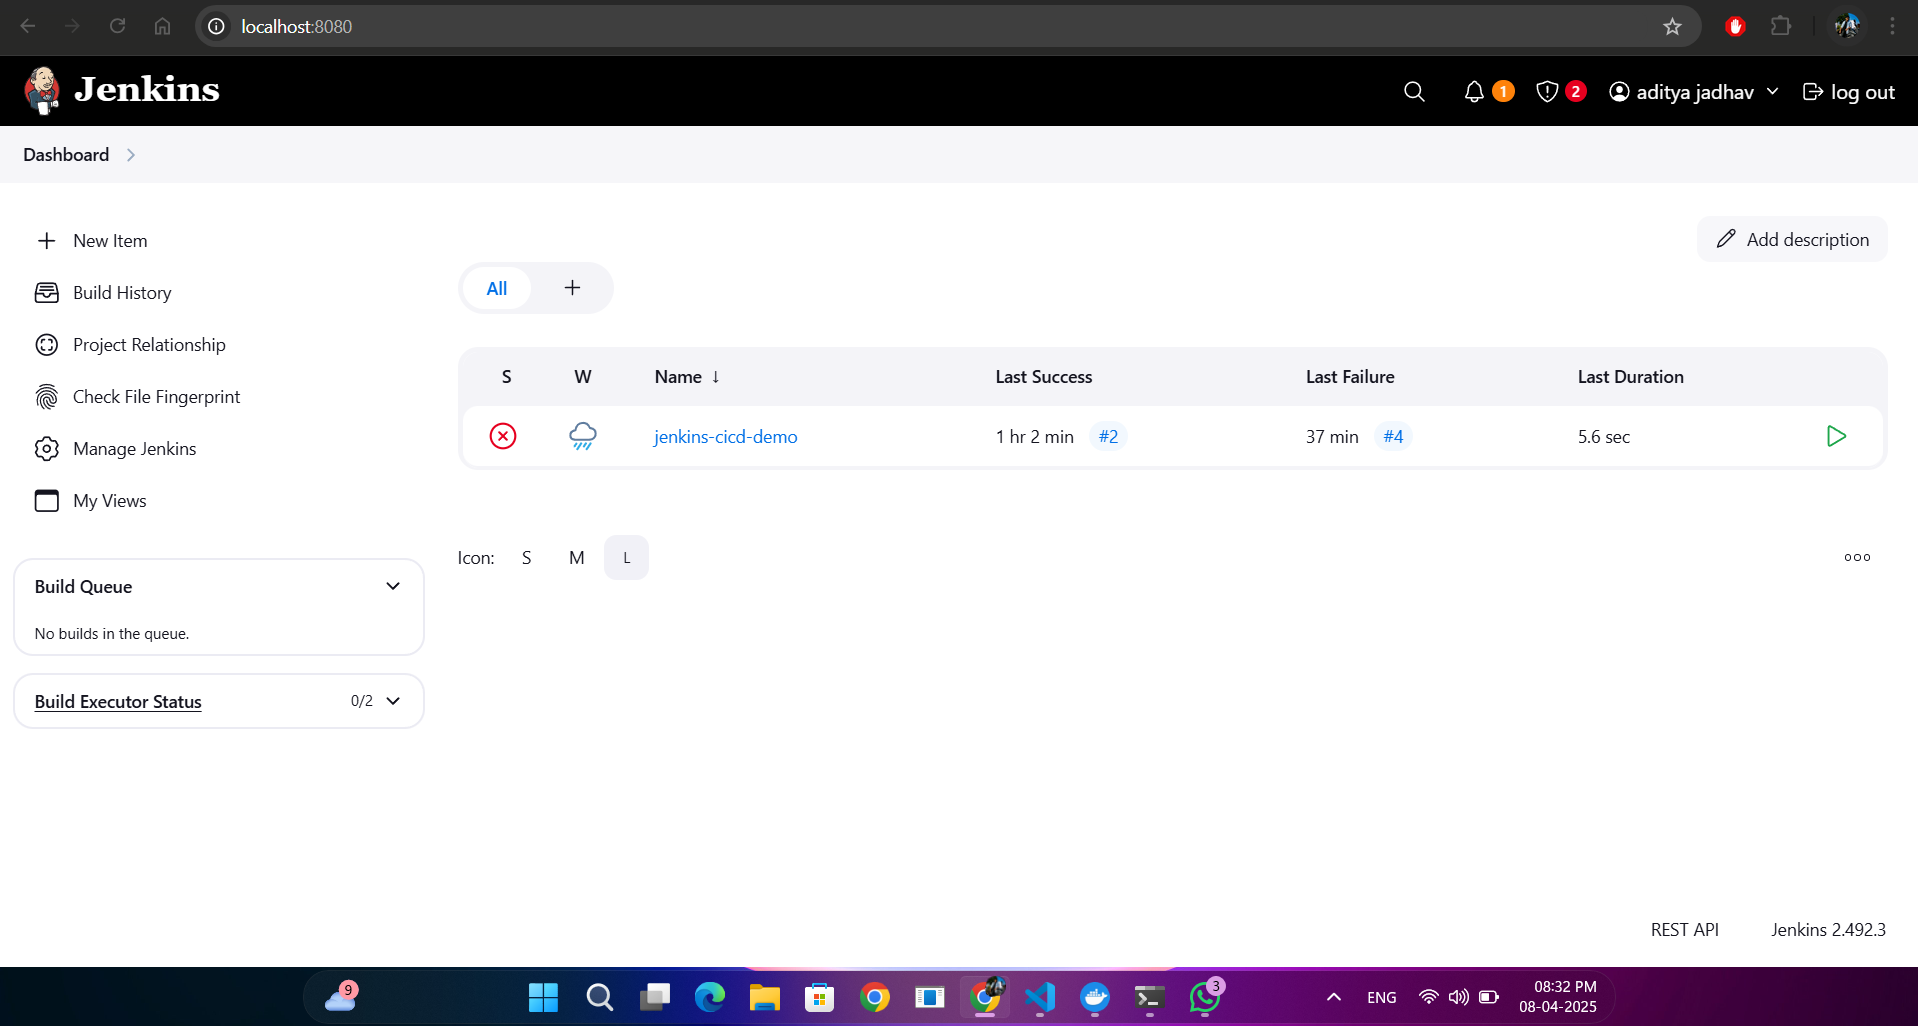 localhost:8080
Jenkins
1
2
aditya jadhav
log out
Dashboard
New Item
Build History
Project Relationship
Check File Fingerprint
Manage Jenkins
My Views
Build Queue
No builds in the queue.
Build Executor Status 0/2
Add description
All +
S W Name ↓ Last Success Last Failure Last Duration
jenkins-cicd-demo 1 hr 2 min #2 37 min #4 5.6 sec
Icon: S M L
REST API Jenkins 2.492.3
9
3
ENG
08:32 PM
08-04-2025